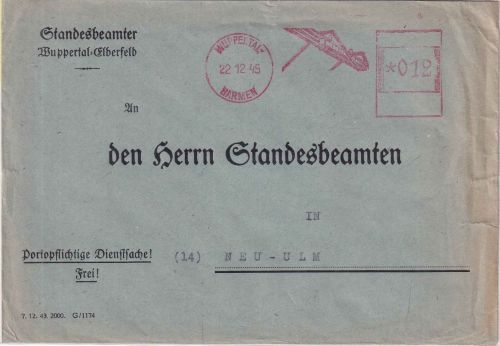 Standesbeamter
Wuppertal-Elberfeld
WUPPERTAL-
22.12.45
BARMEN
*012
An
den Herrn Standesbeamten
IN
Portopflichtige Dienstsache!
Frei!
(14) NEU-ULM
7. 12. 43. 2000. G/1174